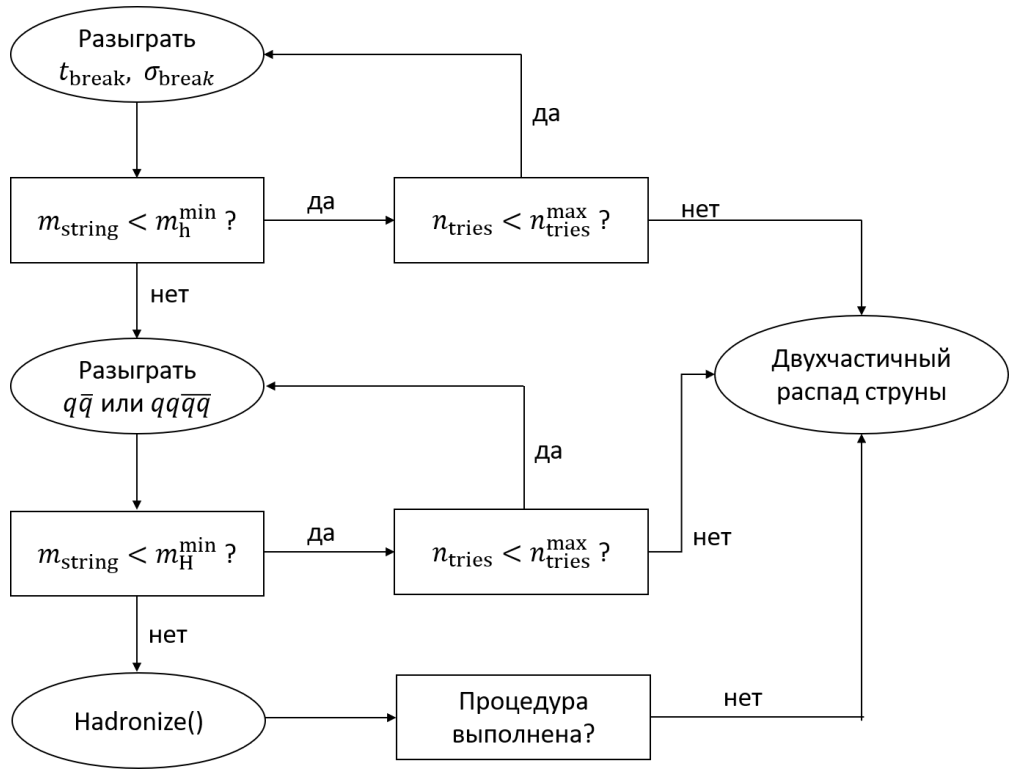 Разыграть
t_break, σ_break
да
m_string < m_h^min ?
да
n_tries < n_tries^max ?
нет
нет
Разыграть
qq̄ или qqq̄q̄
Двухчастичный
распад струны
да
m_string < m_H^min ?
да
n_tries < n_tries^max ?
нет
нет
Hadronize()
Процедура
выполнена?
нет